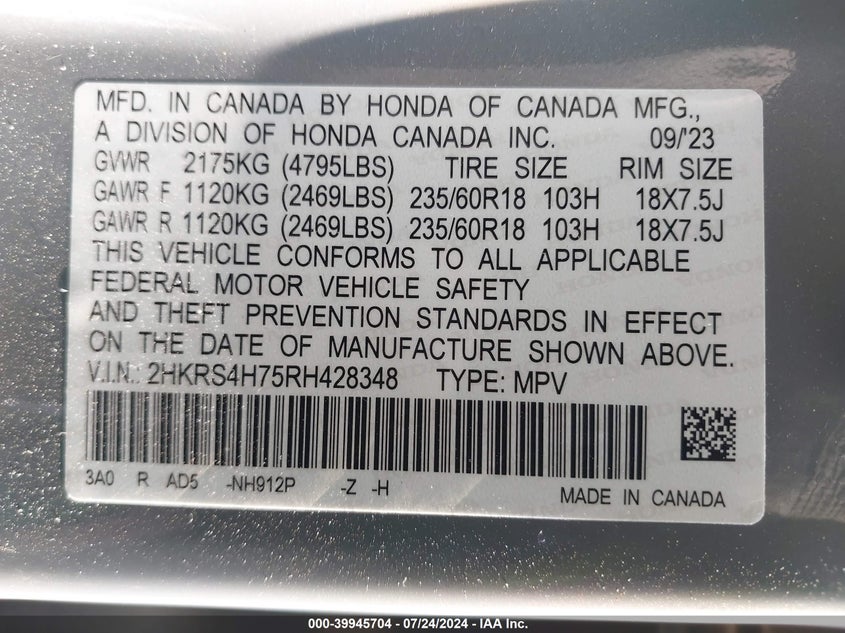 MFD. IN CANADA BY HONDA OF CANADA MFG.,
A DIVISION OF HONDA CANADA INC. 09/'23
GVWR 2175KG (4795LBS) TIRE SIZE RIM SIZE
GAWR F 1120KG (2469LBS) 235/60R18 103H 18X7.5J
GAWR R 1120KG (2469LBS) 235/60R18 103H 18X7.5J
THIS VEHICLE CONFORMS TO ALL APPLICABLE
FEDERAL MOTOR VEHICLE SAFETY
AND THEFT PREVENTION STANDARDS IN EFFECT
ON THE DATE OF MANUFACTURE SHOWN ABOVE.
V.I.N.: 2HKRS4H75RH428348 TYPE: MPV
3A0 R AD5 -NH912P -Z -H
MADE IN CANADA
000-39945704 / 07/24/2024 - IAA Inc.